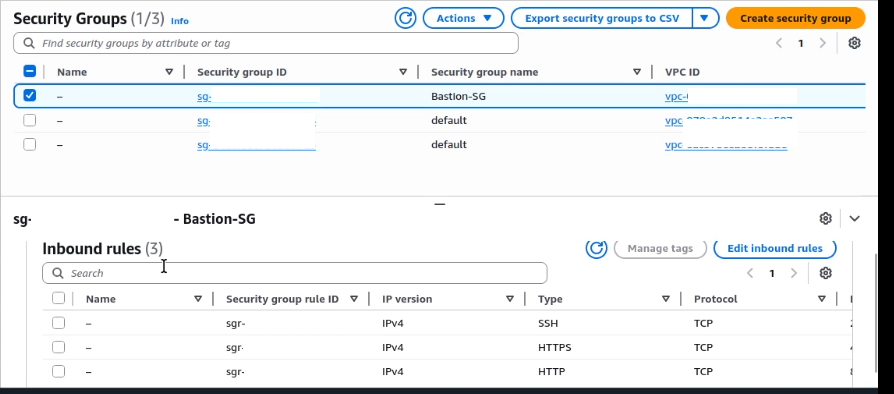 Security Groups (1/3) Info Actions Export security groups to CSV Create security group
Find security groups by attribute or tag 1
Name Security group ID Security group name VPC ID
– sg- Bastion-SG vpc-
– sg- default vpc
– sg- default vpc
sg- - Bastion-SG
Inbound rules (3) Manage tags Edit inbound rules
Search 1
Name Security group rule ID IP version Type Protocol
– sgr- IPv4 SSH TCP
– sgr- IPv4 HTTPS TCP
– sgr- IPv4 HTTP TCP